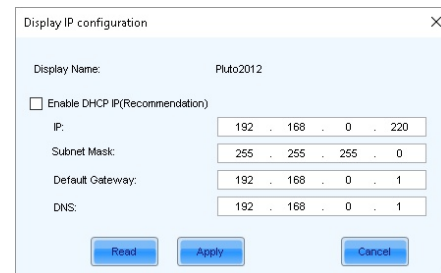 Display IP configuration
Display Name: Pluto2012
Enable DHCP IP(Recommendation)
IP: 192 . 168 . 0 . 220
Subnet Mask: 255 . 255 . 255 . 0
Default Gateway: 192 . 168 . 0 . 1
DNS: 192 . 168 . 0 . 1
Read Apply Cancel